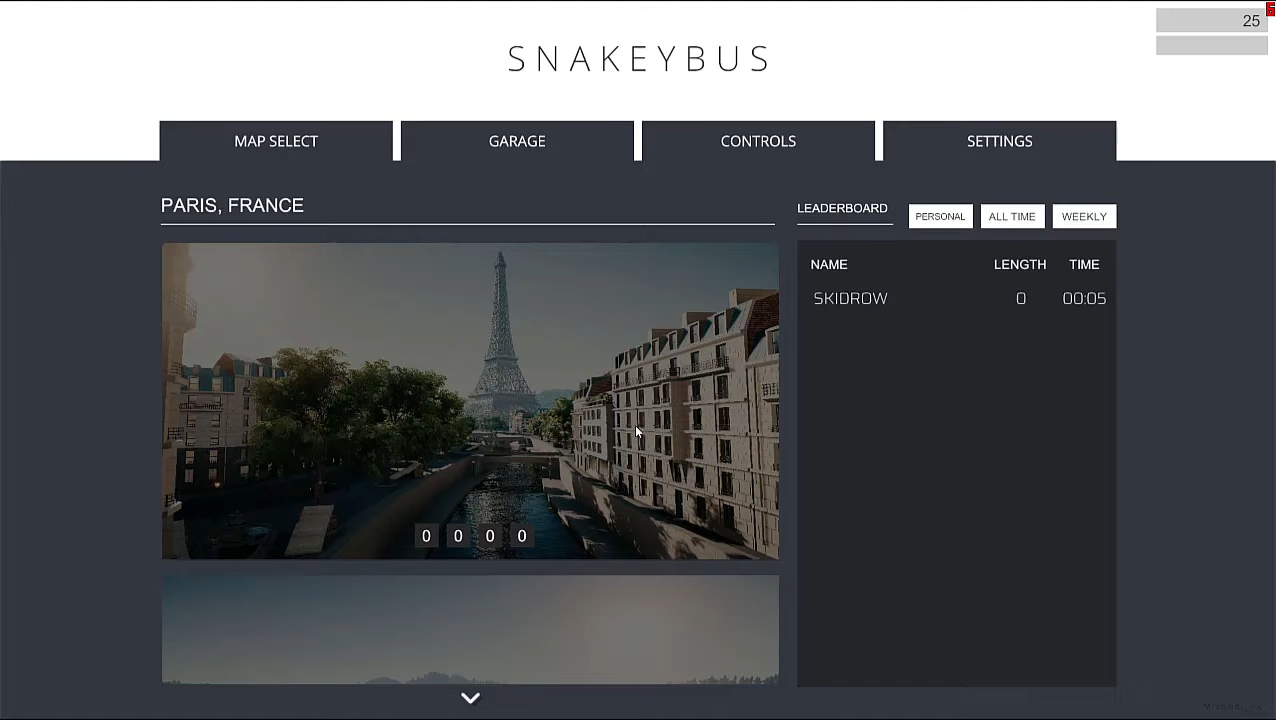 25
SNAKEYBUS
MAP SELECT
GARAGE
CONTROLS
SETTINGS
PARIS, FRANCE
LEADERBOARD
PERSONAL
ALL TIME
WEEKLY
NAME LENGTH TIME
SKIDROW 0 00:05
0 0 0 0